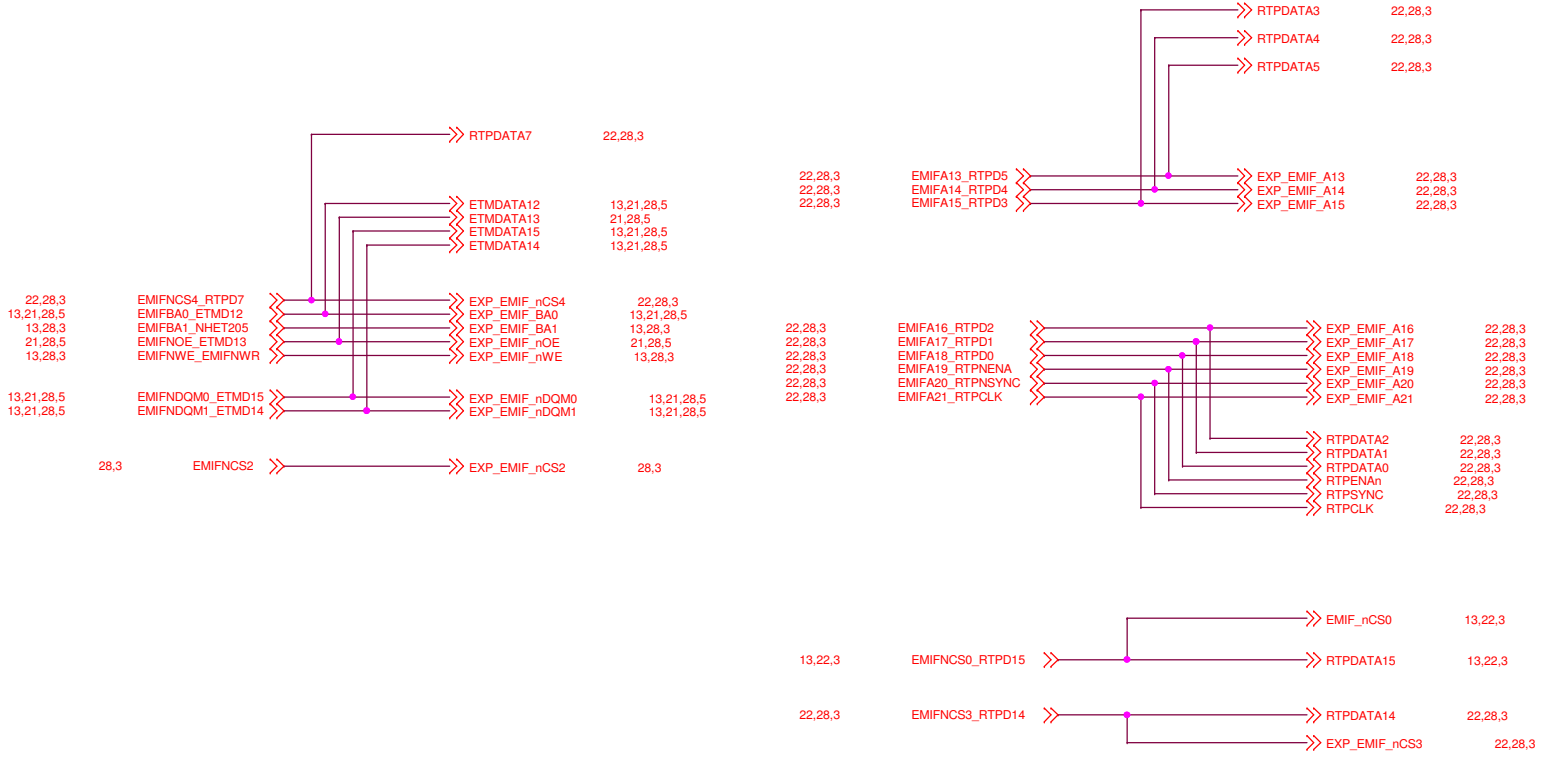 RTPDATA3 22,28,3
RTPDATA4 22,28,3
RTPDATA5 22,28,3
RTPDATA7 22,28,3
22,28,3 EMIFA13_RTPD5 EXP_EMIF_A13 22,28,3
22,28,3 EMIFA14_RTPD4 EXP_EMIF_A14 22,28,3
22,28,3 EMIFA15_RTPD3 EXP_EMIF_A15 22,28,3
ETMDATA12 13,21,28,5
ETMDATA13 21,28,5
ETMDATA15 13,21,28,5
ETMDATA14 13,21,28,5
22,28,3 EMIFNCS4_RTPD7 EXP_EMIF_nCS4 22,28,3
13,21,28,5 EMIFBA0_ETMD12 EXP_EMIF_BA0 13,21,28,5
13,28,3 EMIFBA1_NHET205 EXP_EMIF_BA1 13,28,3
21,28,5 EMIFNOE_ETMD13 EXP_EMIF_nOE 21,28,5
13,28,3 EMIFNWE_EMIFNWR EXP_EMIF_nWE 13,28,3
13,21,28,5 EMIFNDQM0_ETMD15 EXP_EMIF_nDQM0 13,21,28,5
13,21,28,5 EMIFNDQM1_ETMD14 EXP_EMIF_nDQM1 13,21,28,5
28,3 EMIFNCS2 EXP_EMIF_nCS2 28,3
22,28,3 EMIFA16_RTPD2 EXP_EMIF_A16 22,28,3
22,28,3 EMIFA17_RTPD1 EXP_EMIF_A17 22,28,3
22,28,3 EMIFA18_RTPD0 EXP_EMIF_A18 22,28,3
22,28,3 EMIFA19_RTPNENA EXP_EMIF_A19 22,28,3
22,28,3 EMIFA20_RTPNSYNC EXP_EMIF_A20 22,28,3
22,28,3 EMIFA21_RTPCLK EXP_EMIF_A21 22,28,3
RTPDATA2 22,28,3
RTPDATA1 22,28,3
RTPDATA0 22,28,3
RTPENAn 22,28,3
RTPSYNC 22,28,3
RTPCLK 22,28,3
EMIF_nCS0 13,22,3
13,22,3 EMIFNCS0_RTPD15 RTPDATA15 13,22,3
22,28,3 EMIFNCS3_RTPD14 RTPDATA14 22,28,3
EXP_EMIF_nCS3 22,28,3